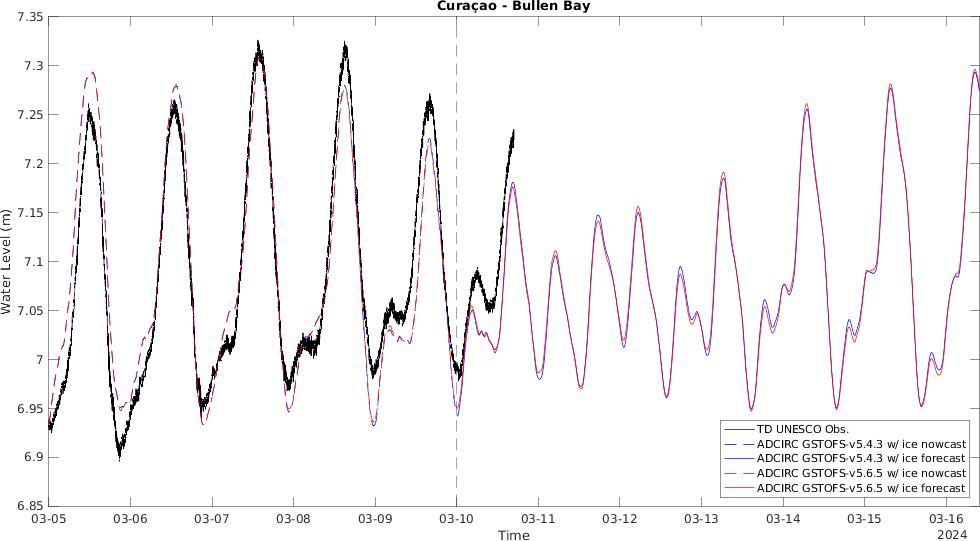 Curaçao - Bullen Bay
7.35
7.3
7.25
7.2
7.15
7.1
7.05
7
6.95
6.9
6.85
Water Level (m)
03-05 03-06 03-07 03-08 03-09 03-10 03-11 03-12 03-13 03-14 03-15 03-16
Time
2024
TD UNESCO Obs.
ADCIRC GSTOFS-v5.4.3 w/ ice nowcast
ADCIRC GSTOFS-v5.4.3 w/ ice forecast
ADCIRC GSTOFS-v5.6.5 w/ ice nowcast
ADCIRC GSTOFS-v5.6.5 w/ ice forecast